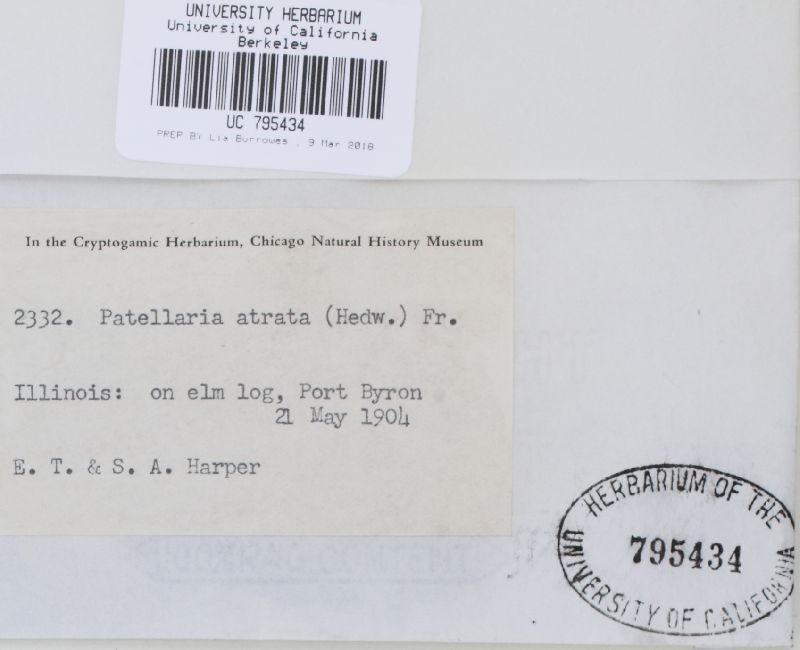 UNIVERSITY HERBARIUM
University of California
Berkeley
UC 795434
PREP BY Lia Burrowes . 9 Mar 2018
In the Cryptogamic Herbarium, Chicago Natural History Museum
2332. Patellaria atrata (Hedw.) Fr.
Illinois: on elm log, Port Byron
21 May 1904
E. T. & S. A. Harper
HERBARIUM OF THE
795434
UNIVERSITY OF CALIFORNIA